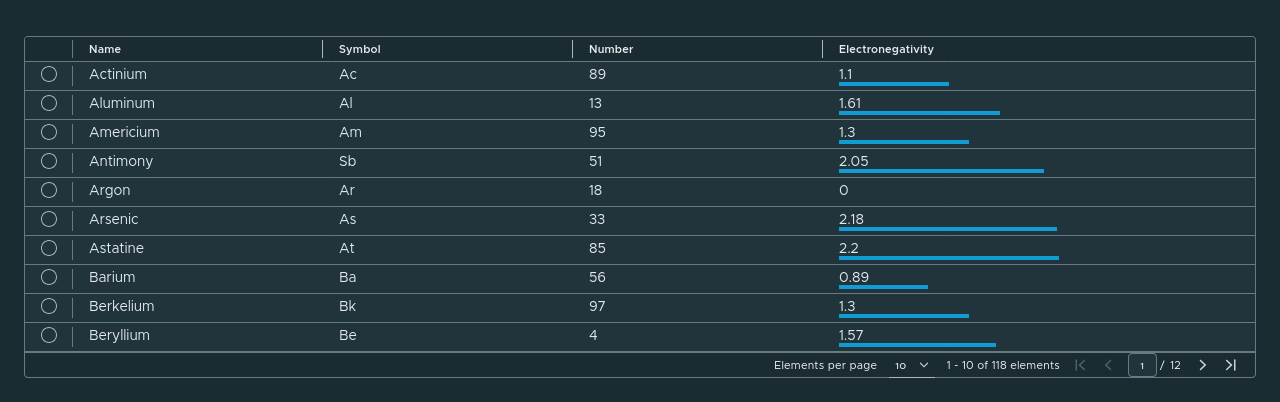 Name Symbol Number Electronegativity
Actinium Ac 89 1.1
Aluminum Al 13 1.61
Americium Am 95 1.3
Antimony Sb 51 2.05
Argon Ar 18 0
Arsenic As 33 2.18
Astatine At 85 2.2
Barium Ba 56 0.89
Berkelium Bk 97 1.3
Beryllium Be 4 1.57
Elements per page 10 1 - 10 of 118 elements 1 / 12